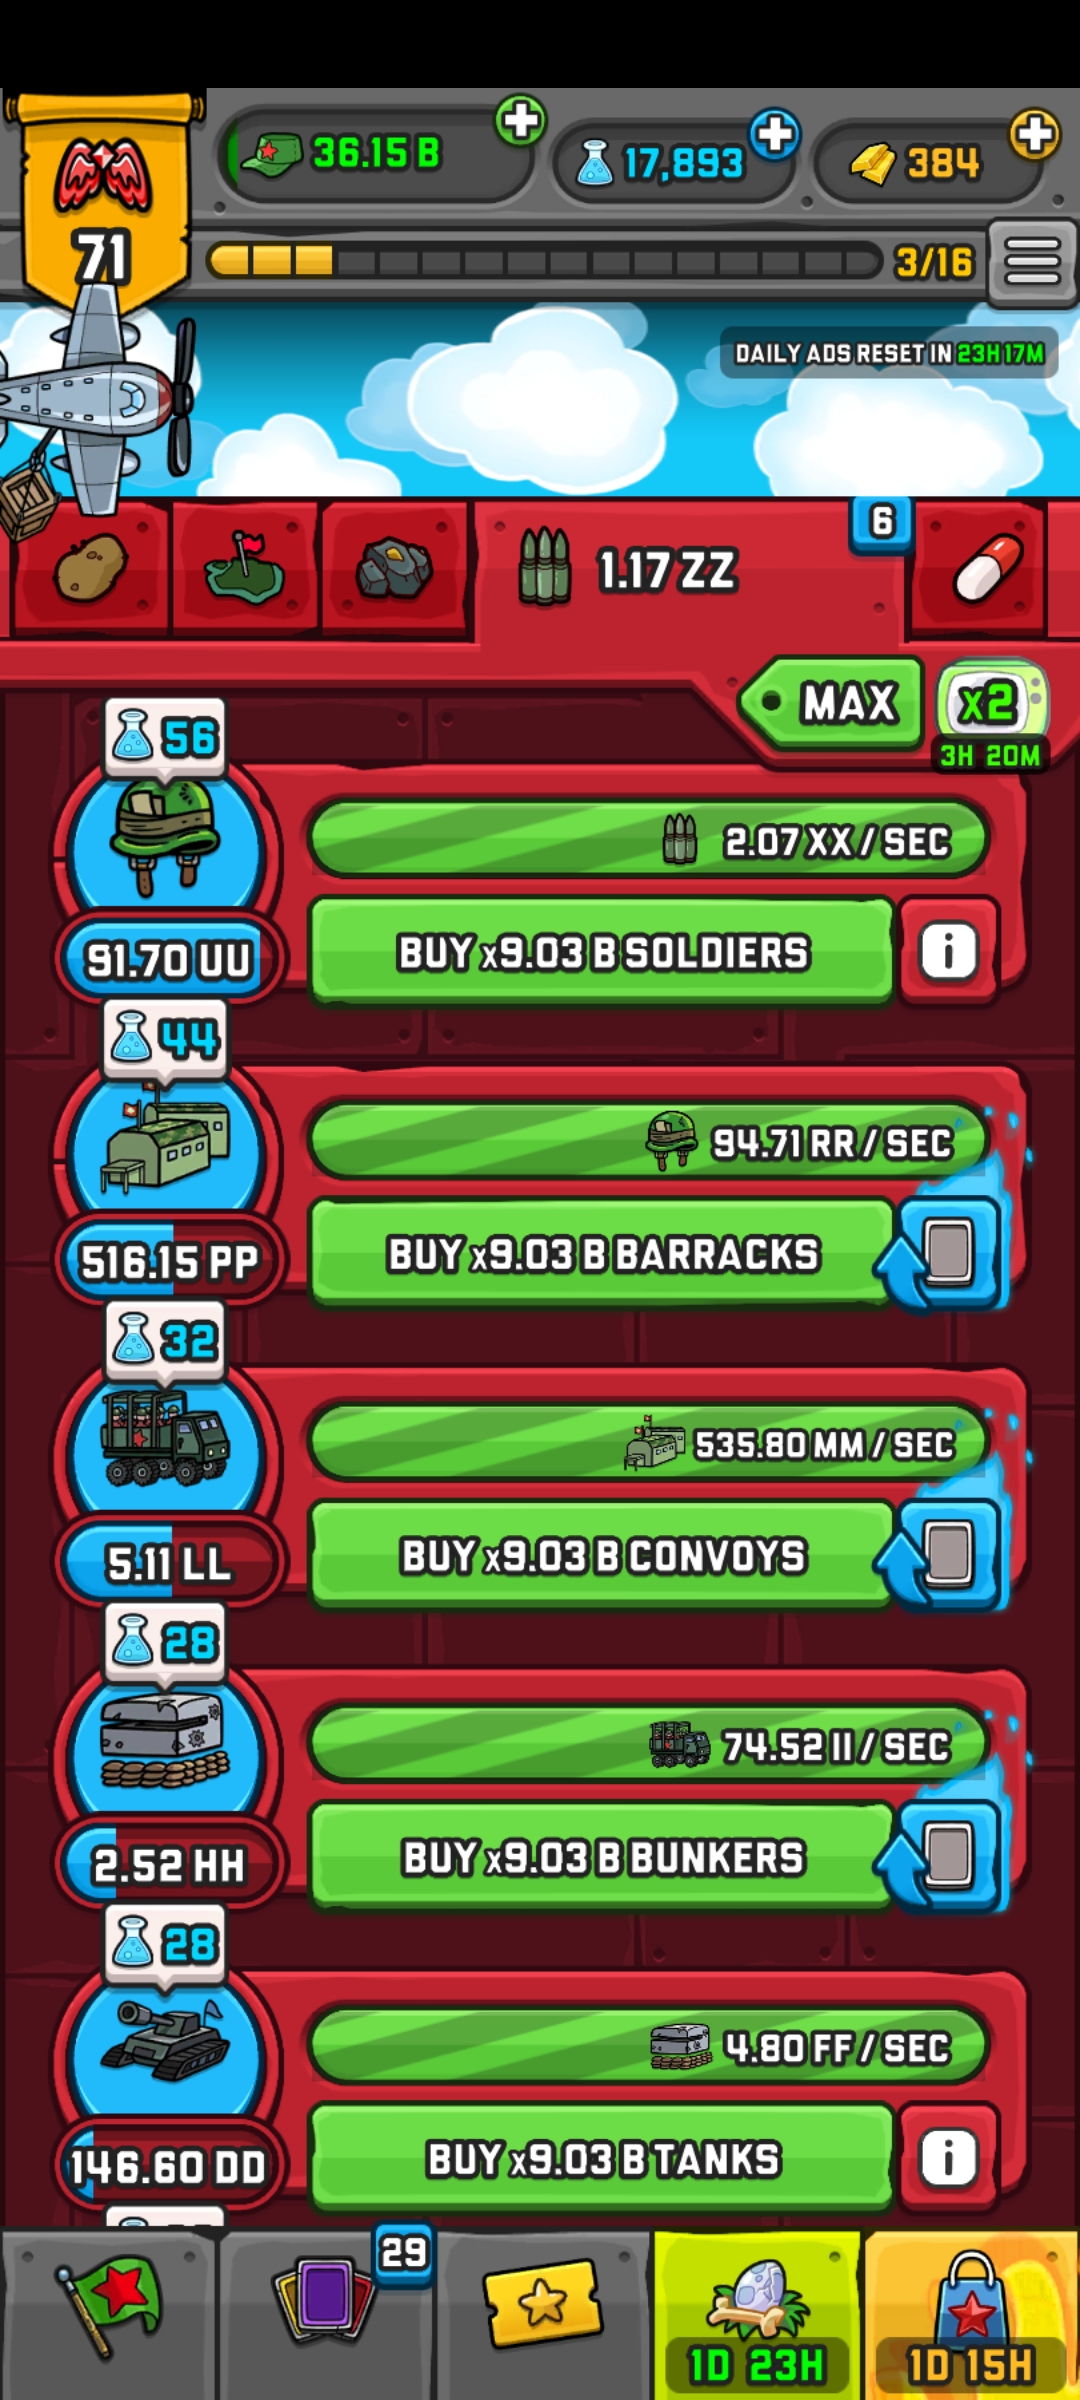 36.15 B
17,893
384
71
3/16
DAILY ADS RESET IN 23H 17M
1.17 ZZ
6
MAX
x2
3H 20M
56
2.07 XX / SEC
91.70 UU
BUY x9.03 B SOLDIERS
i
44
94.71 RR / SEC
516.15 PP
BUY x9.03 B BARRACKS
32
535.80 MM / SEC
5.11 LL
BUY x9.03 B CONVOYS
28
74.52 II / SEC
2.52 HH
BUY x9.03 B BUNKERS
28
4.80 FF / SEC
146.60 DD
BUY x9.03 B TANKS
i
29
1D 23H
1D 15H